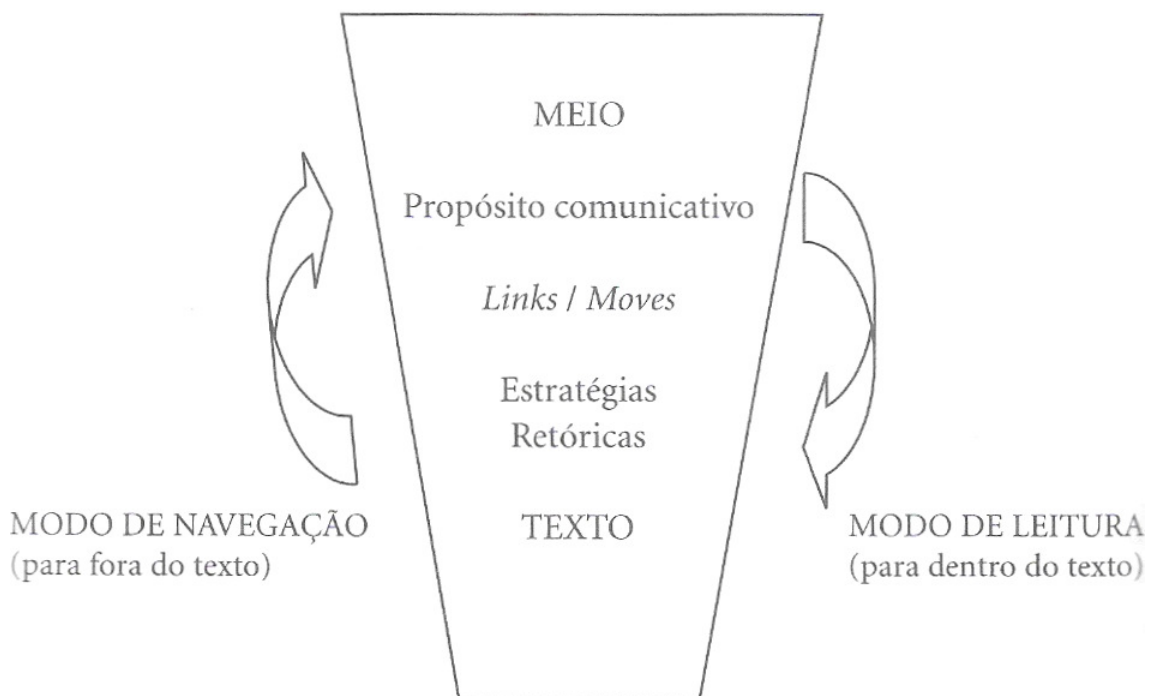 MEIO
Propósito comunicativo
Links / Moves
Estratégias
Retóricas
TEXTO
MODO DE NAVEGAÇÃO
(para fora do texto)
MODO DE LEITURA
(para dentro do texto)